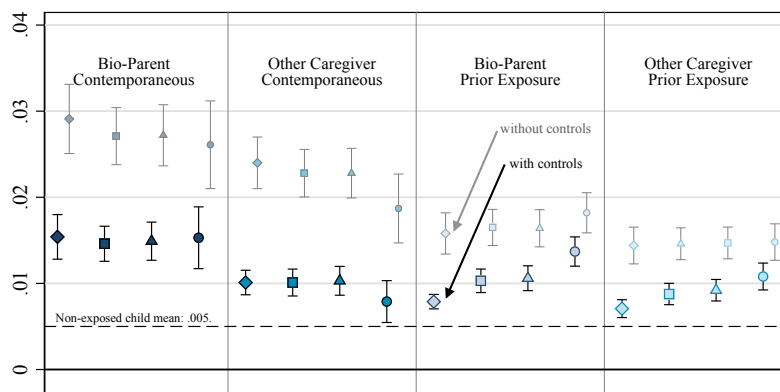 .04
.03
.02
.01
0
Bio-Parent
Contemporaneous
Other Caregiver
Contemporaneous
Bio-Parent
Prior Exposure
Other Caregiver
Prior Exposure
without controls
with controls
Non-exposed child mean: .005.